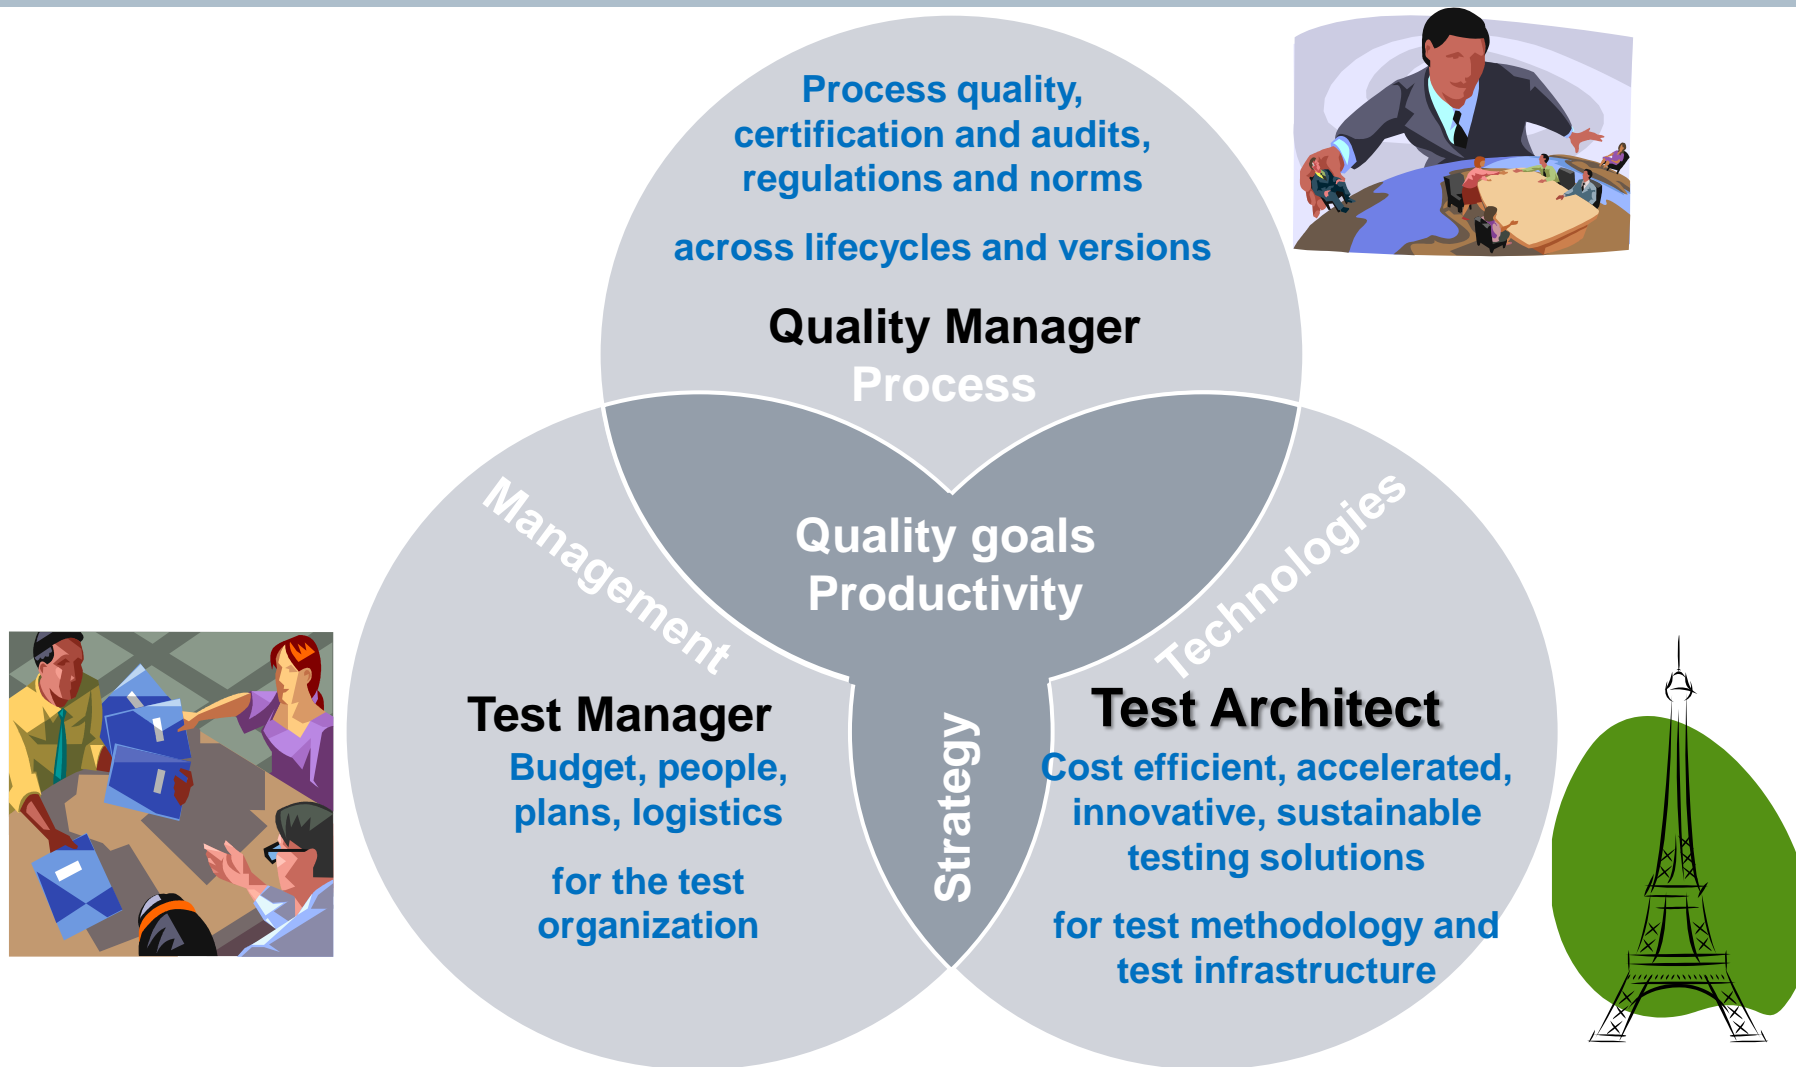 Process quality,
certification and audits,
regulations and norms
across lifecycles and versions
Quality Manager
Process
Management
Technologies
Quality goals
Productivity
Strategy
Test Manager
Budget, people,
plans, logistics
for the test
organization
Test Architect
Cost efficient, accelerated,
innovative, sustainable
testing solutions
for test methodology and
test infrastructure